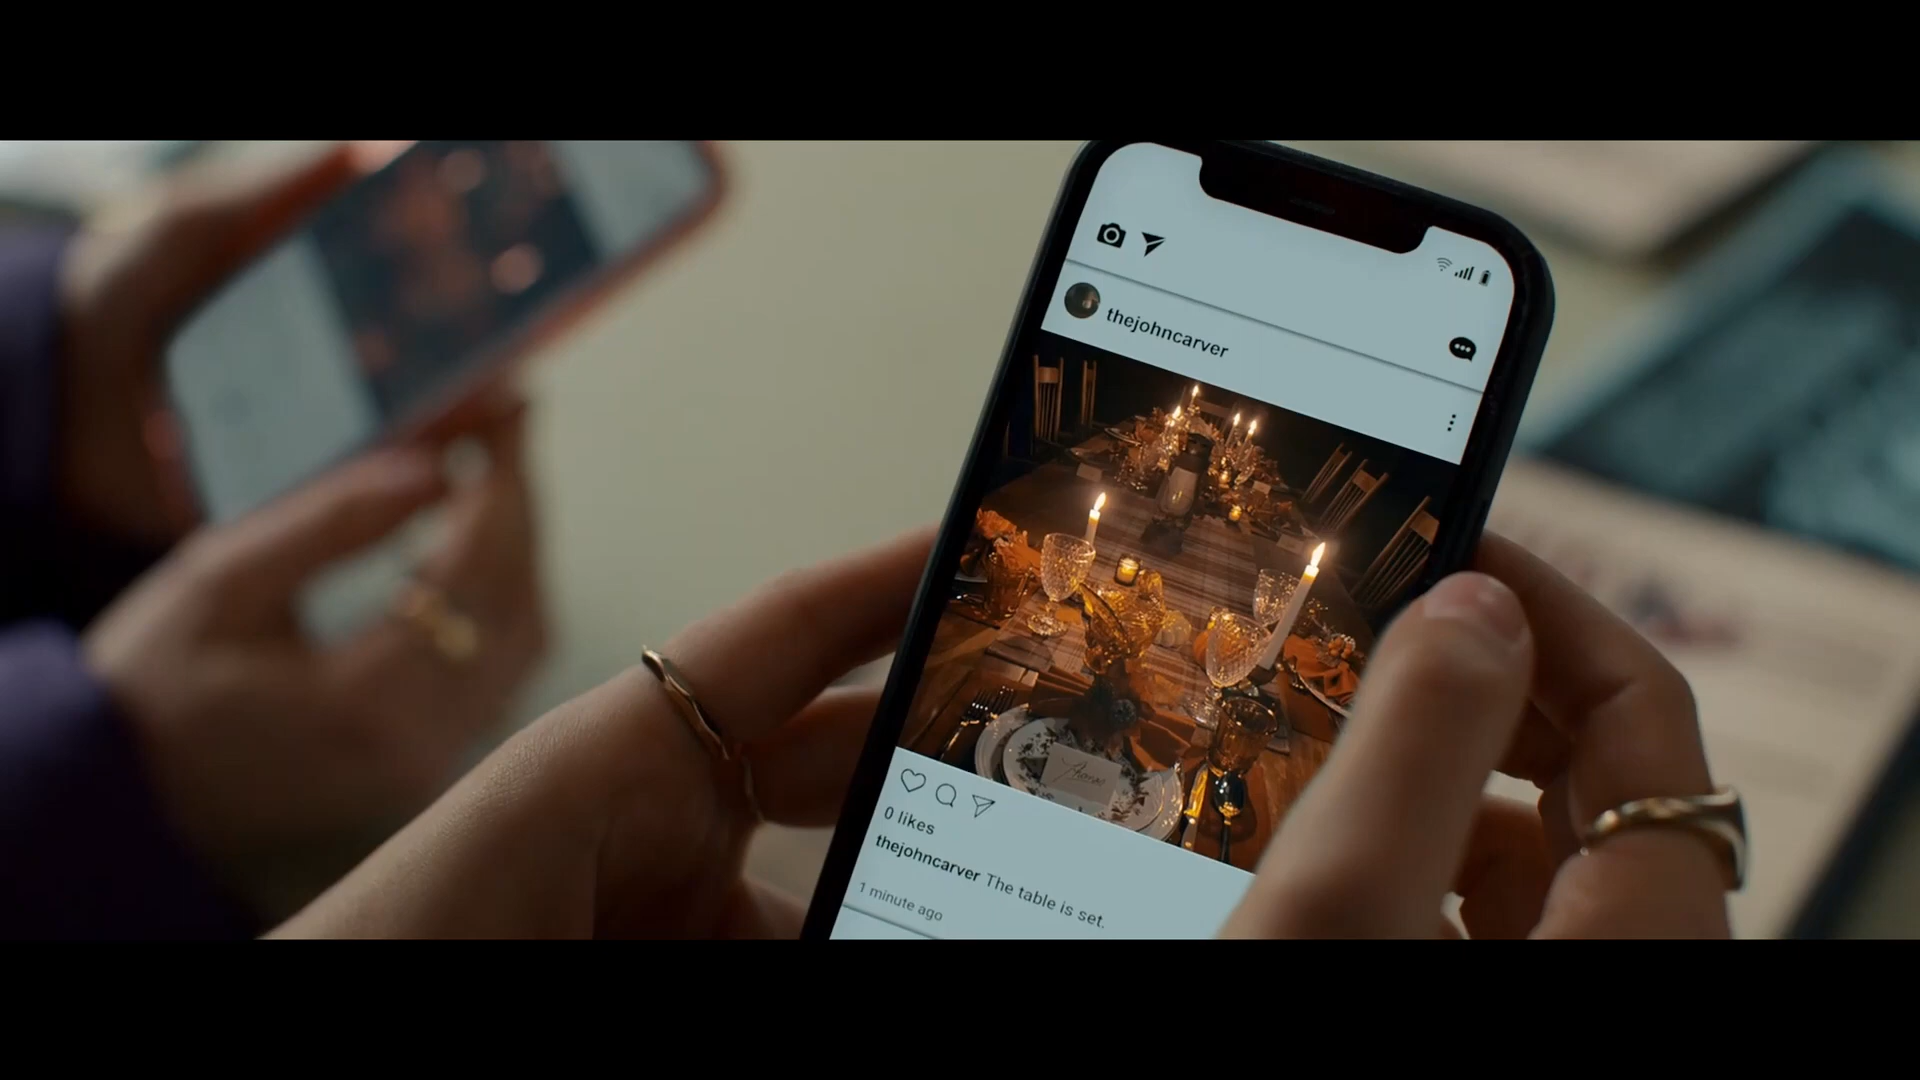 thejohncarver
0 likes
thejohncarver The table is set.
1 minute ago